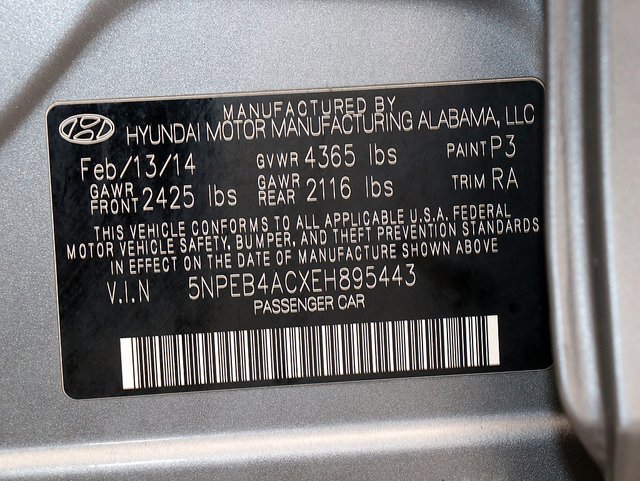 MANUFACTURED BY
HYUNDAI MOTOR MANUFACTURING ALABAMA, LLC
Feb/13/14 GVWR 4365 lbs PAINT P3
GAWR FRONT 2425 lbs GAWR REAR 2116 lbs TRIM RA
THIS VEHICLE CONFORMS TO ALL APPLICABLE U.S.A. FEDERAL
MOTOR VEHICLE SAFETY, BUMPER, AND THEFT PREVENTION STANDARDS
IN EFFECT ON THE DATE OF MANUFACTURE SHOWN ABOVE
V.I.N 5NPEB4ACXEH895443
PASSENGER CAR